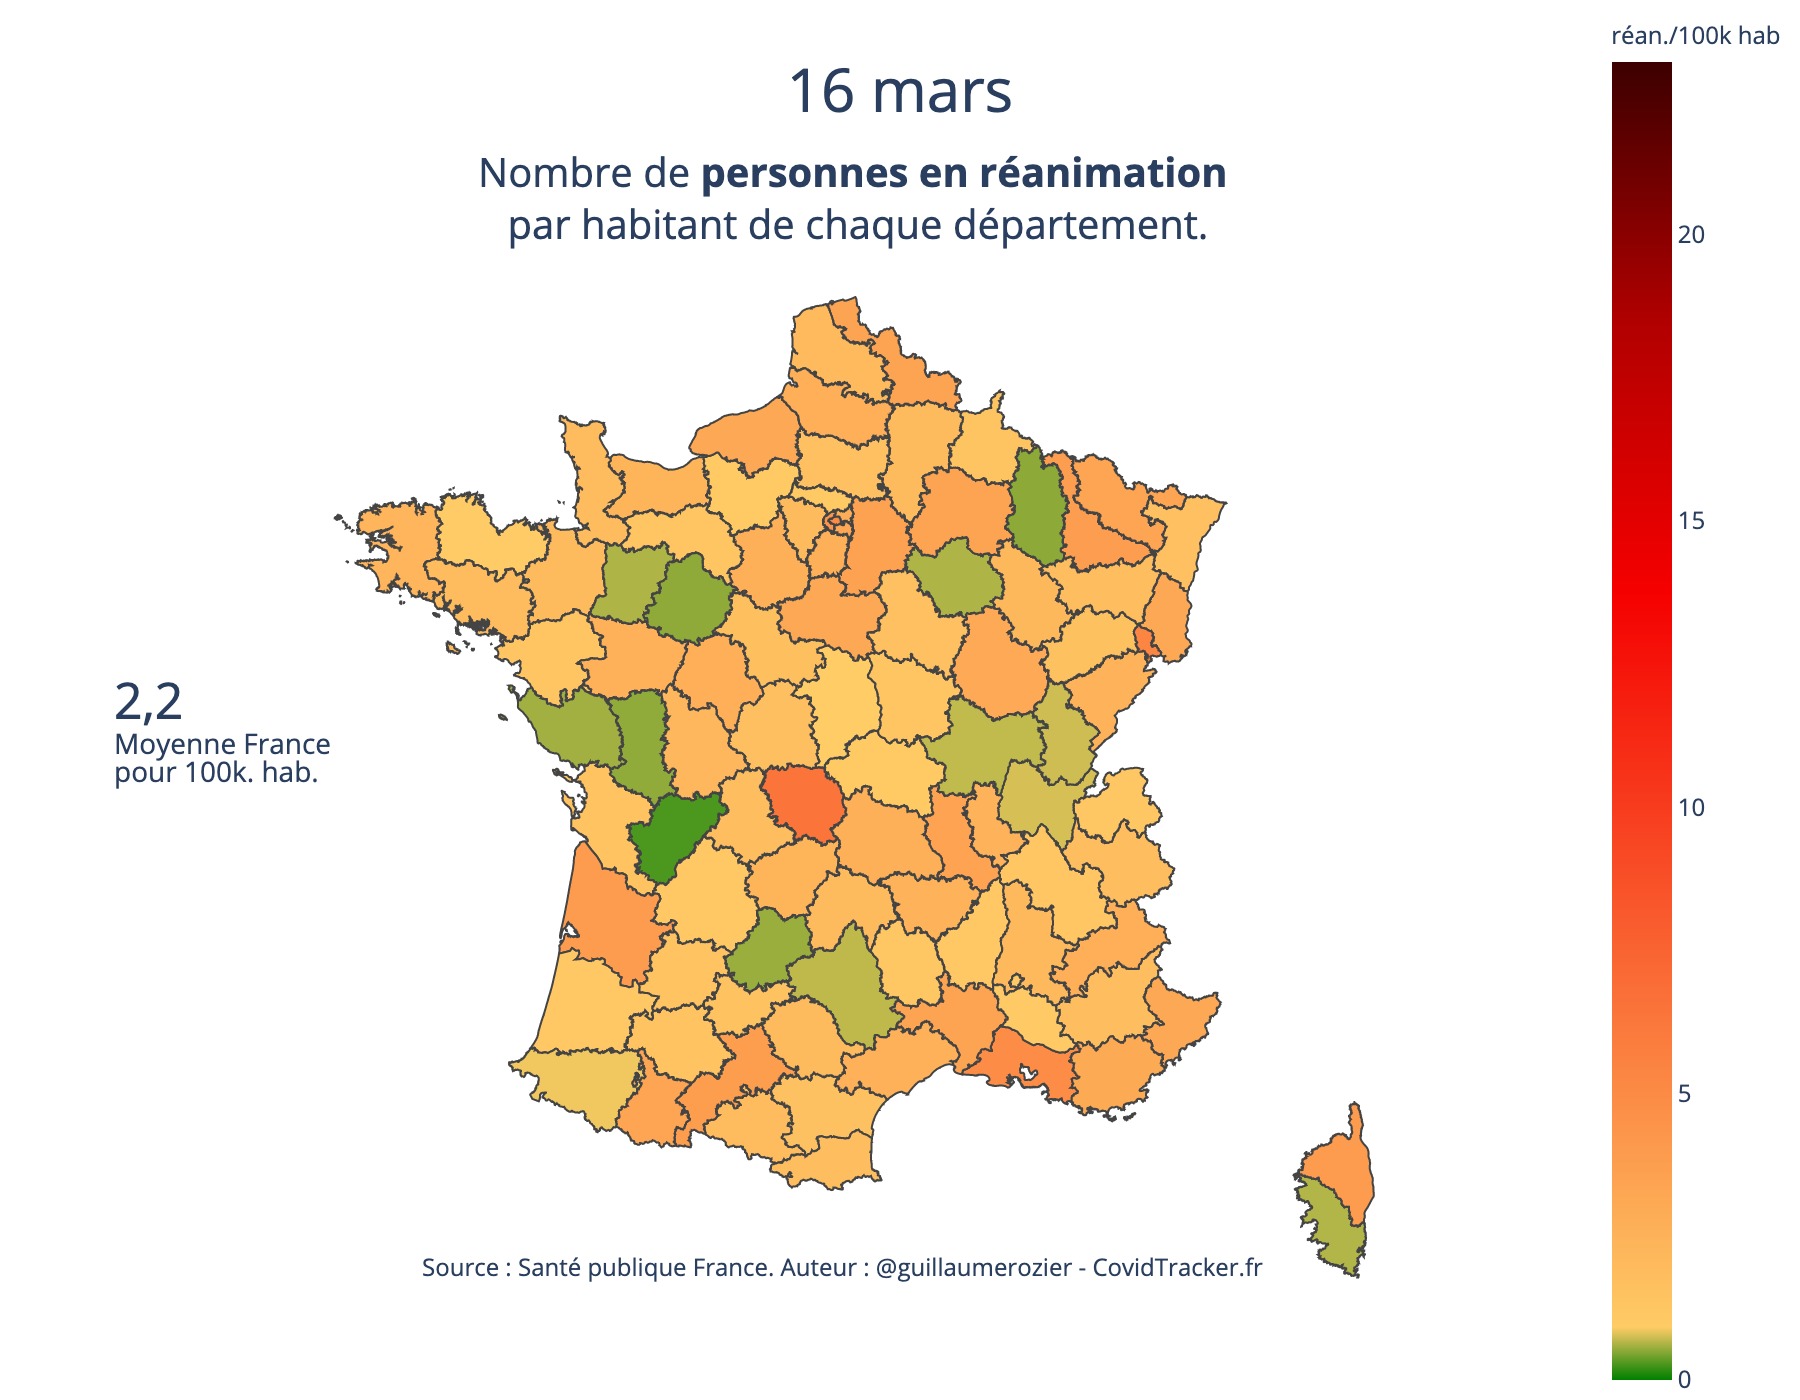 réan./100k hab
16 mars
Nombre de personnes en réanimation
par habitant de chaque département.
20
15
2,2
Moyenne France
pour 100k. hab.
10
5
Source : Santé publique France. Auteur : @guillaumerozier - CovidTracker.fr
0